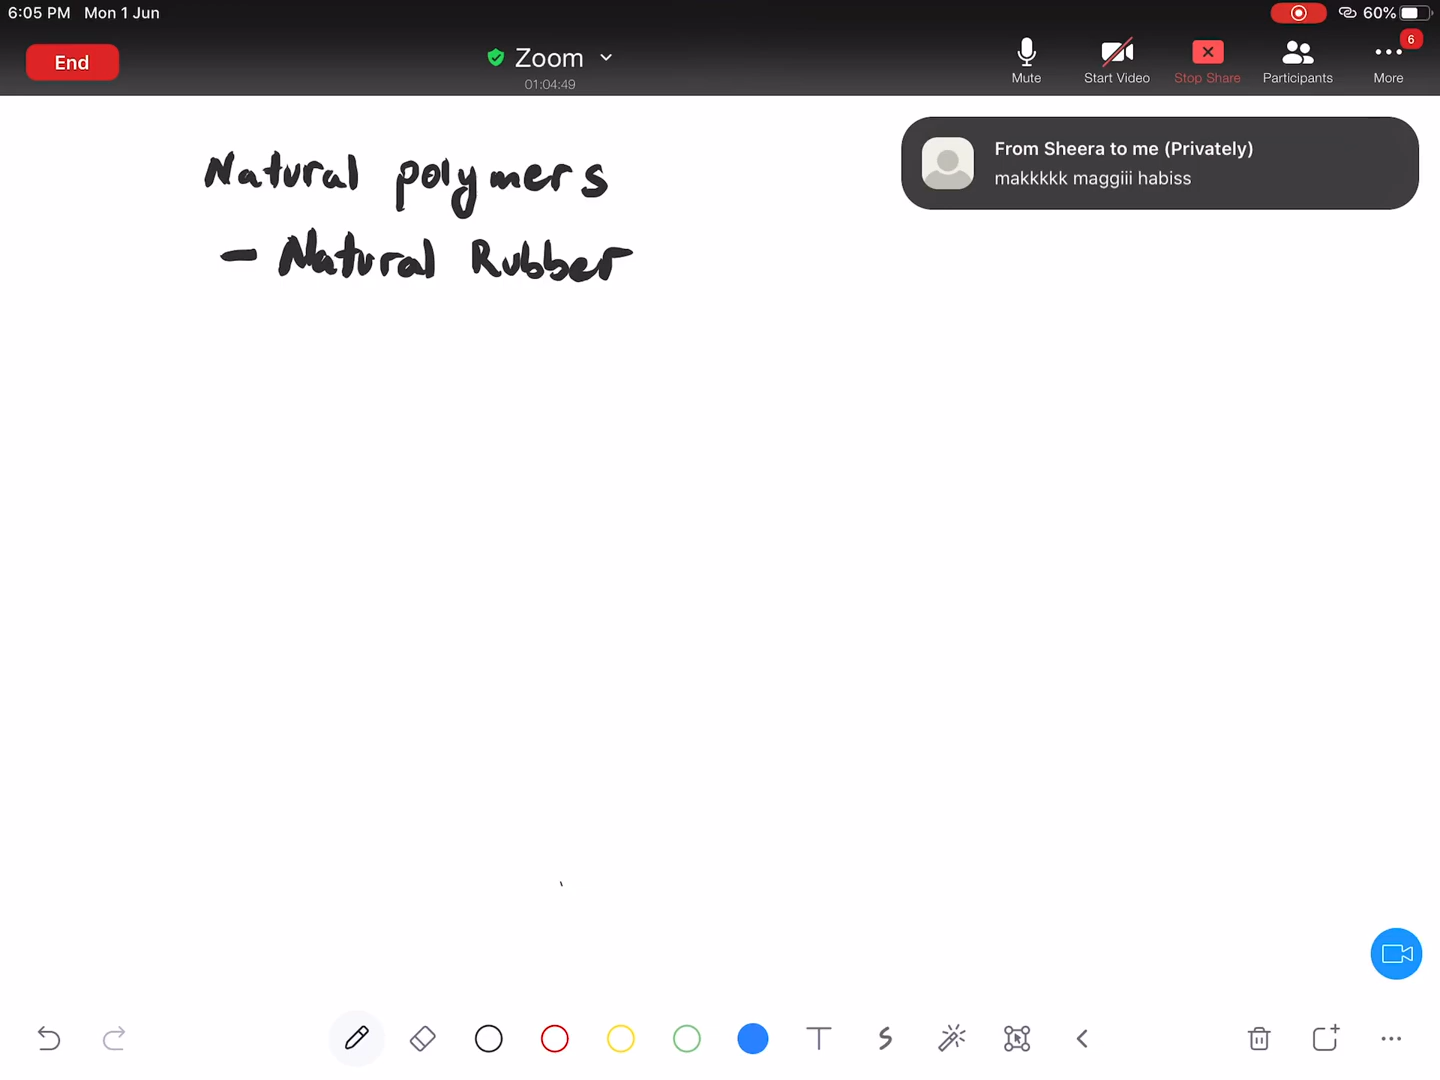 6:05 PM Mon 1 Jun
60%
End
Zoom
01:04:49
Mute
Start Video
Stop Share
Participants
More
6
From Sheera to me (Privately)
makkkkk maggiii habiss
Natural polymers
- Natural Rubber